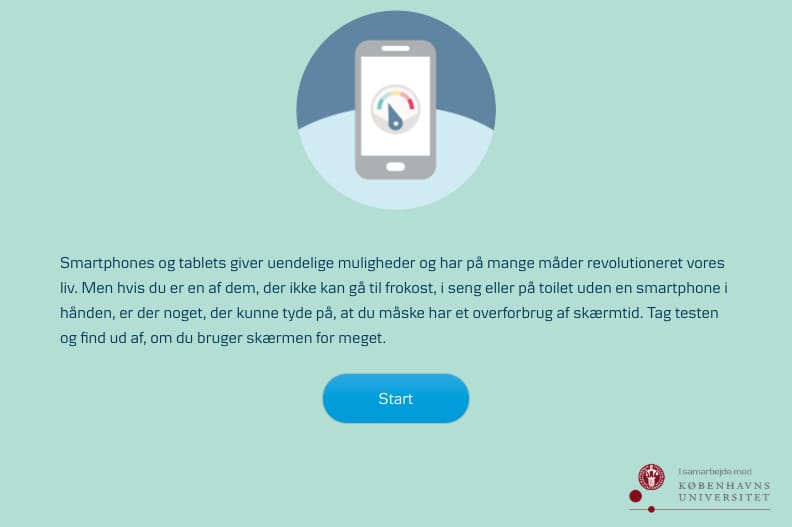 Smartphones og tablets giver uendelige muligheder og har på mange måder revolutioneret vores
liv. Men hvis du er en af dem, der ikke kan gå til frokost, i seng eller på toilet uden en smartphone i
hånden, er der noget, der kunne tyde på, at du måske har et overforbrug af skærmtid. Tag testen
og find ud af, om du bruger skærmen for meget.
Start
I samarbejde med
KØBENHAVNS
UNIVERSITET